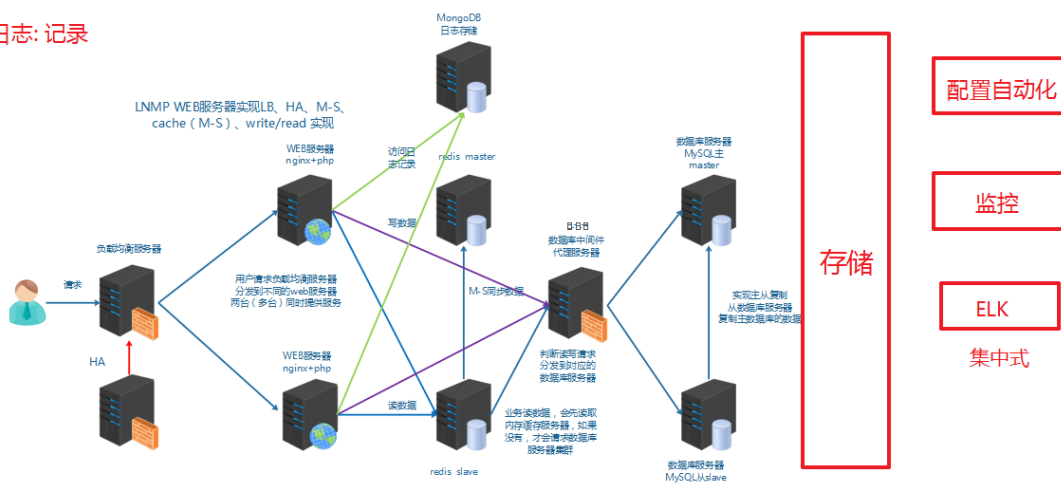 日志: 记录
MongoDB
日志存储
LNMP WEB服务器实现LB、HA、M-S、
cache（M-S）、write/read 实现
WEB服务器
nginx+php
访问日
志记录
redis master
数据库服务器
MySQL主
master
配置自动化
写数据
数据库中间件
代理服务器
监控
负载均衡服务器
请求
用户请求负载均衡服务器
分发到不同的web服务器
两台（多台）同时提供服务
M-S同步数据
存储
实现主从复制
从数据库服务器
复制主数据库的数据
ELK
集中式
HA
WEB服务器
nginx+php
判断读写请求
分发到对应的
数据库服务器
读数据
业务读数据，会先读取
内存缓存服务器，如果
没有，才会请求数据库
服务器集群
redis slave
数据库服务器
MySQL从slave